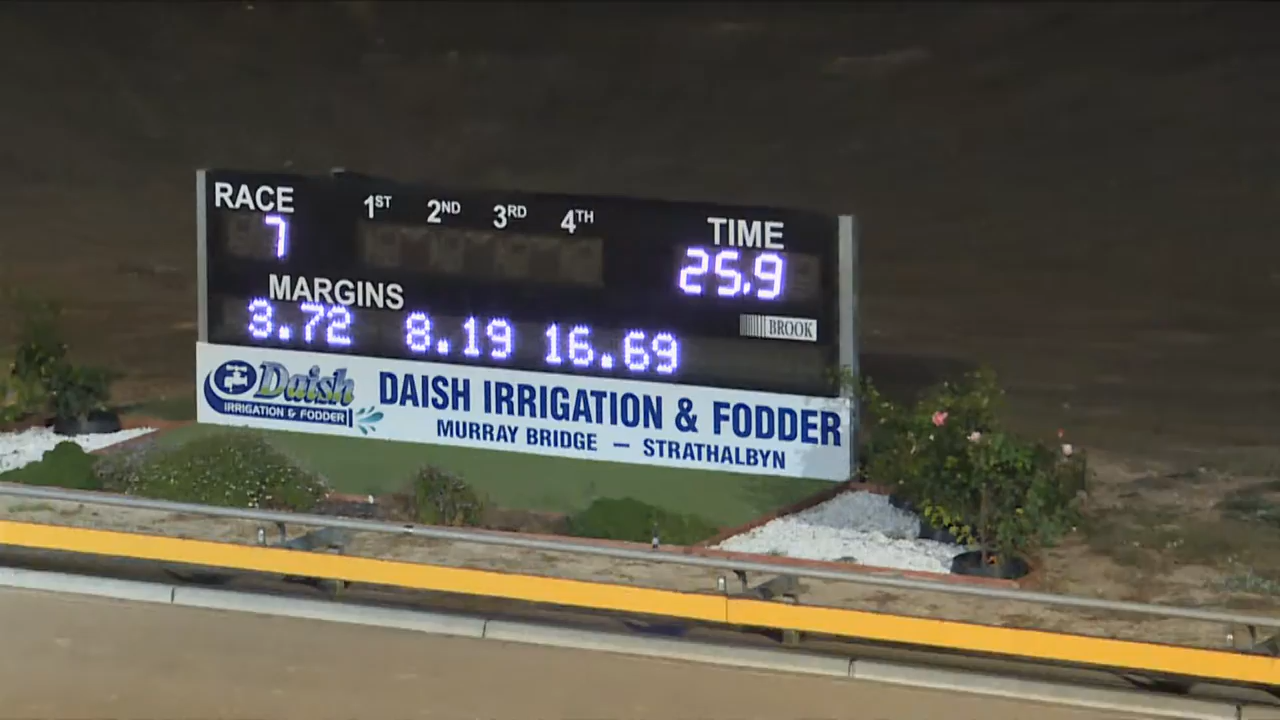 RACE 1ST 2ND 3RD 4TH TIME
7 25.9
MARGINS
3.72 8.19 16.69
BROOK
Daish
IRRIGATION & FODDER
DAISH IRRIGATION & FODDER
MURRAY BRIDGE – STRATHALBYN